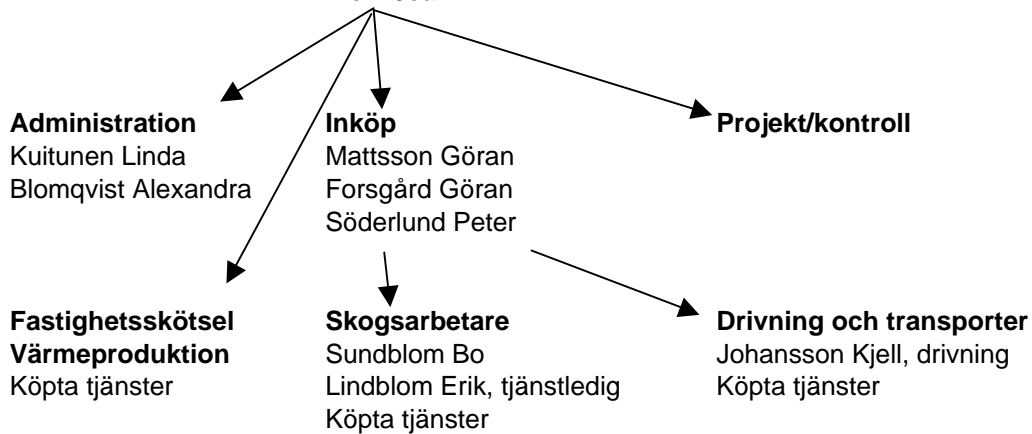 Administration
Kuitunen Linda
Blomqvist Alexandra
Inköp
Mattsson Göran
Forsgård Göran
Söderlund Peter
Projekt/kontroll
Fastighetsskötsel
Värmeproduktion
Köpta tjänster
Skogsarbetare
Sundblom Bo
Lindblom Erik, tjänstledig
Köpta tjänster
Drivning och transporter
Johansson Kjell, drivning
Köpta tjänster